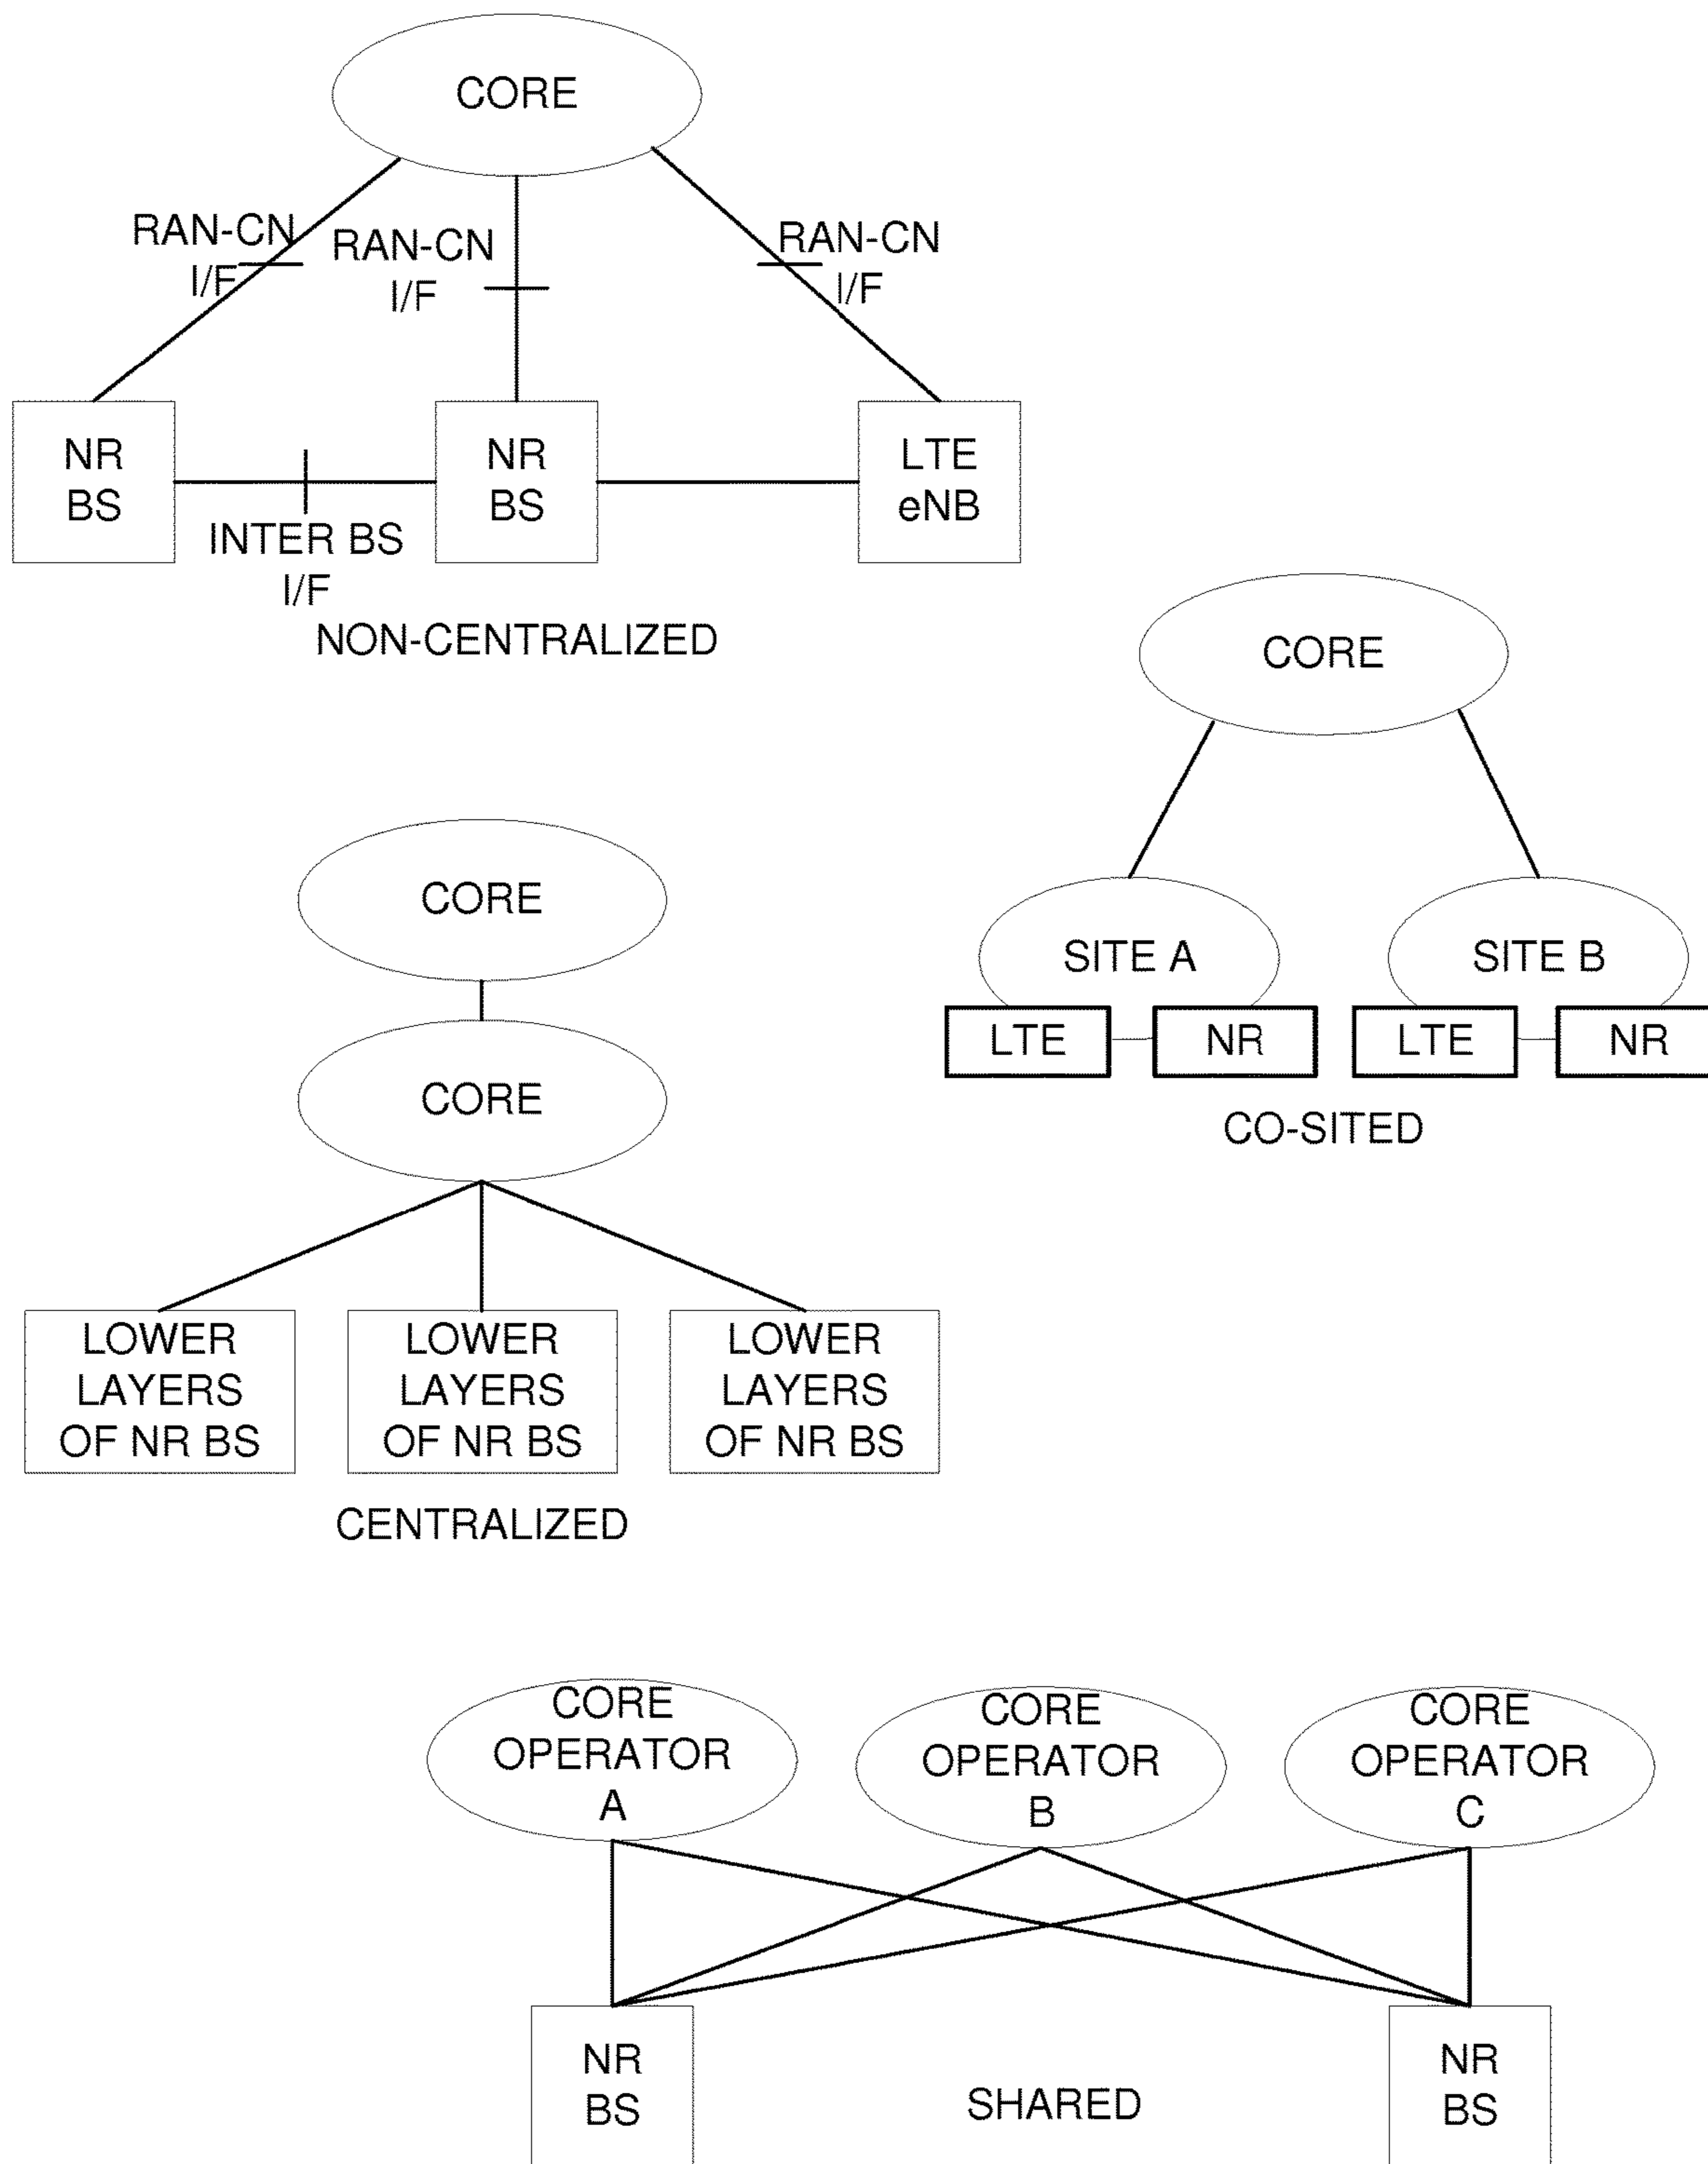 CORE
RAN-CN
I/F
RAN-CN
I/F
RAN-CN
I/F
NR
BS
NR
BS
LTE
eNB
INTER BS
I/F
NON-CENTRALIZED
CORE
SITE A
SITE B
LTE
NR
LTE
NR
CO-SITED
CORE
CORE
LOWER
LAYERS
OF NR BS
LOWER
LAYERS
OF NR BS
LOWER
LAYERS
OF NR BS
CENTRALIZED
CORE
OPERATOR
A
CORE
OPERATOR
B
CORE
OPERATOR
C
NR
BS
SHARED
NR
BS